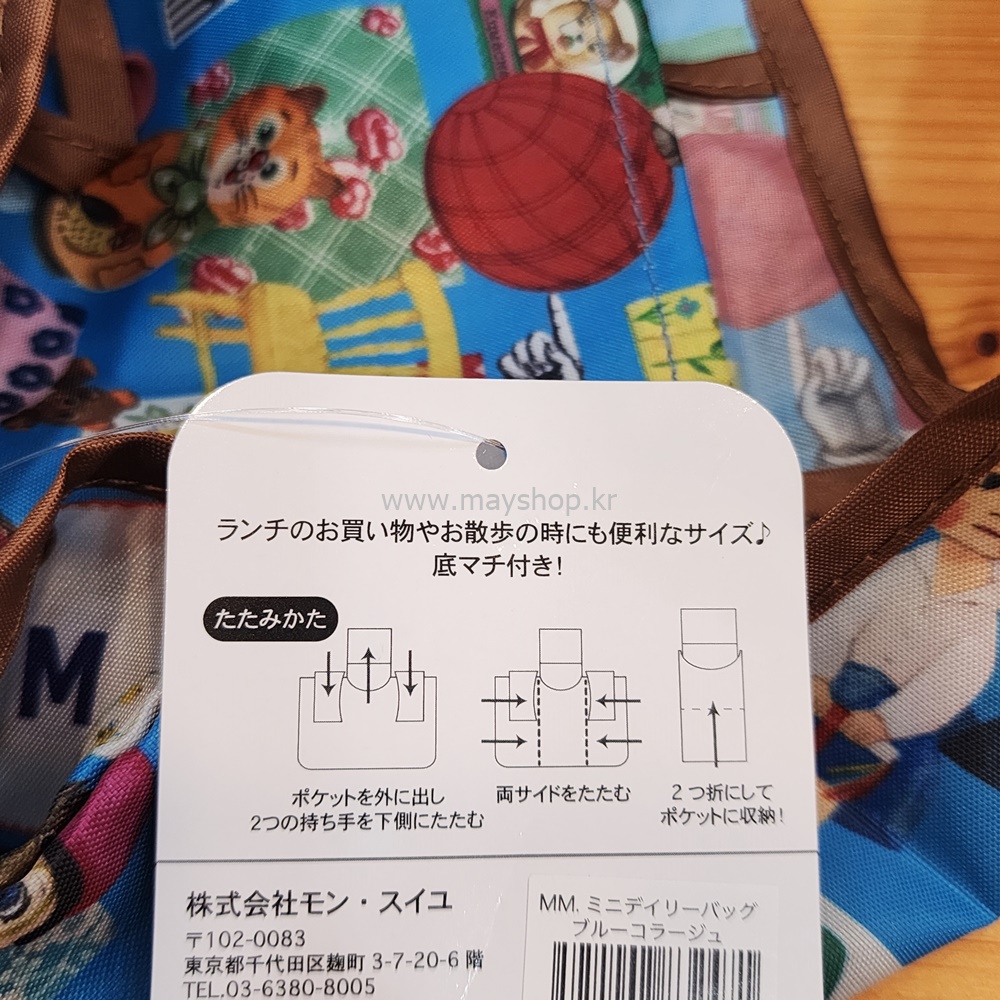 www.mayshop.kr
ランチのお買い物やお散歩の時にも便利なサイズ♪
底マチ付き!
たたみかた
ポケットを外に出し
2つの持ち手を下側にたたむ
両サイドをたたむ
2つ折にして
ポケットに収納!
M
株式会社モン・スイユ
〒102-0083
東京都千代田区麹町 3-7-20-6 階
TEL.03-6380-8005
MM. ミニデイリーバッグ
ブルーコラージュ